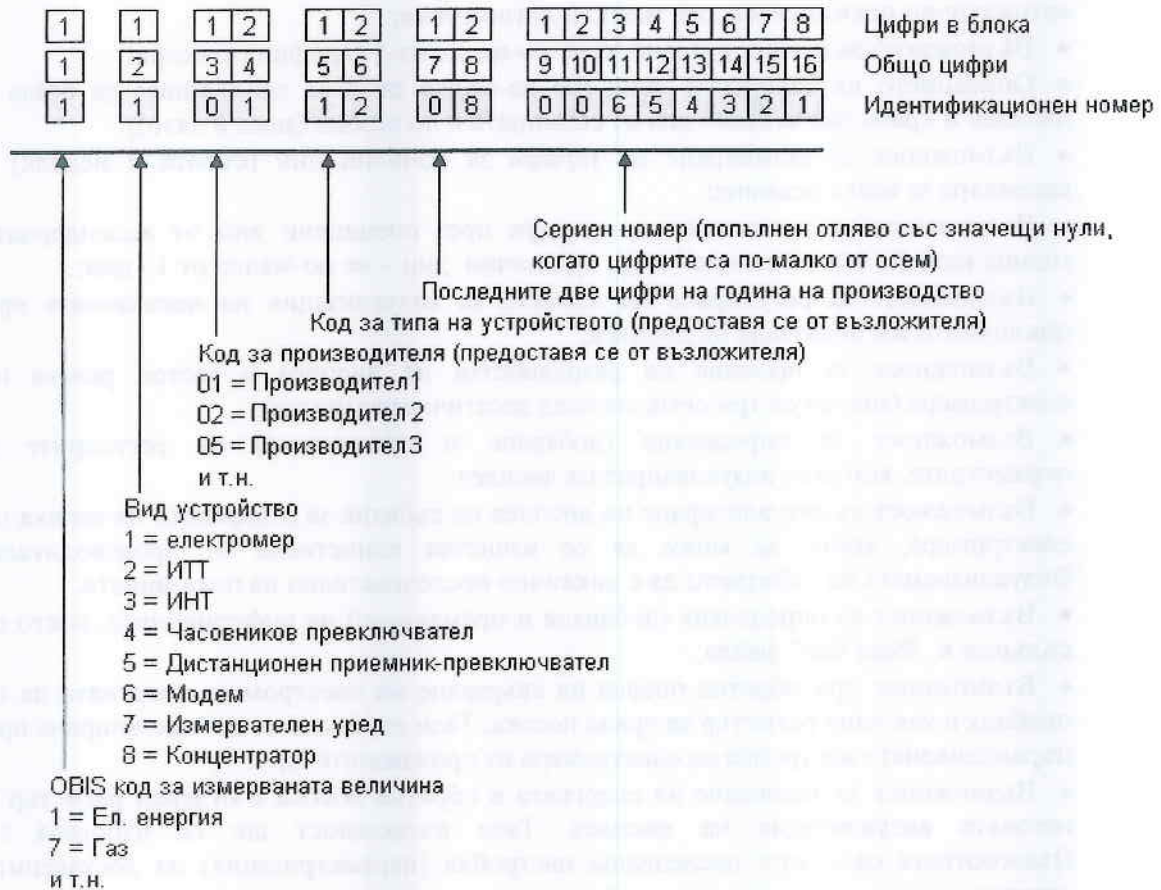 1 1 1 2 1 2 1 2 1 2 3 4 5 6 7 8 Цифри в блока
1 2 3 4 5 6 7 8 9 10 11 12 13 14 15 16 Общо цифри
1 1 0 1 1 2 0 8 0 0 6 5 4 3 2 1 Идентификационен номер
Сериен номер (попълнен отляво със значещи нули,
когато цифрите са по-малко от осем)
Последните две цифри на година на производство
Код за типа на устройството (предоставя се от възложителя)
Код за производителя (предоставя се от възложителя)
01 = Производител1
02 = Производител2
05 = Производител3
и т.н.
Вид устройство
1 = електромер
2 = ИТТ
3 = ИНТ
4 = Часовников превключвател
5 = Дистанционен приемник-превключвател
6 = Модем
7 = Измервателен уред
8 = Концентратор
OBIS код за измерваната величина
1 = Ел. енергия
7 = Газ
и т.н.